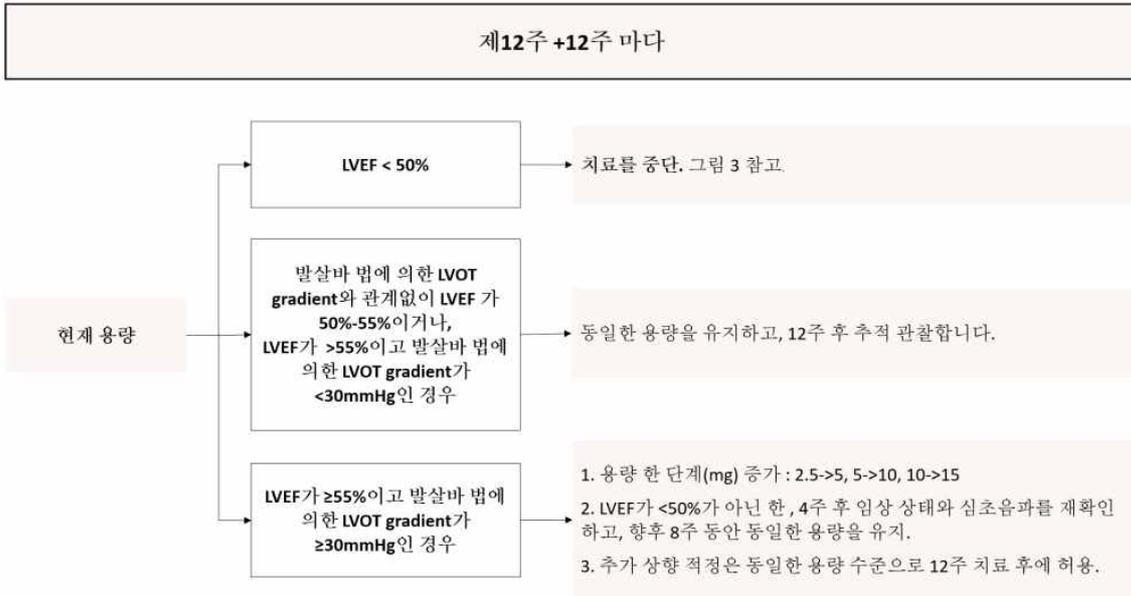 제12주 +12주 마다
LVEF < 50%
치료를 중단. 그림 3 참고.
현재 용량
발살바 법에 의한 LVOT
gradient와 관계없이 LVEF 가
50%-55%이거나,
LVEF가 >55%이고 발살바 법에
의한 LVOT gradient가
<30mmHg인 경우
동일한 용량을 유지하고, 12주 후 추적 관찰합니다.
LVEF가 ≥55%이고 발살바 법에
의한 LVOT gradient가
≥30mmHg인 경우
1. 용량 한 단계(mg) 증가 : 2.5->5, 5->10, 10->15
2. LVEF가 <50%가 아닌 한 , 4주 후 임상 상태와 심초음파를 재확인
하고, 향후 8주 동안 동일한 용량을 유지.
3. 추가 상향 적정은 동일한 용량 수준으로 12주 치료 후에 허용.